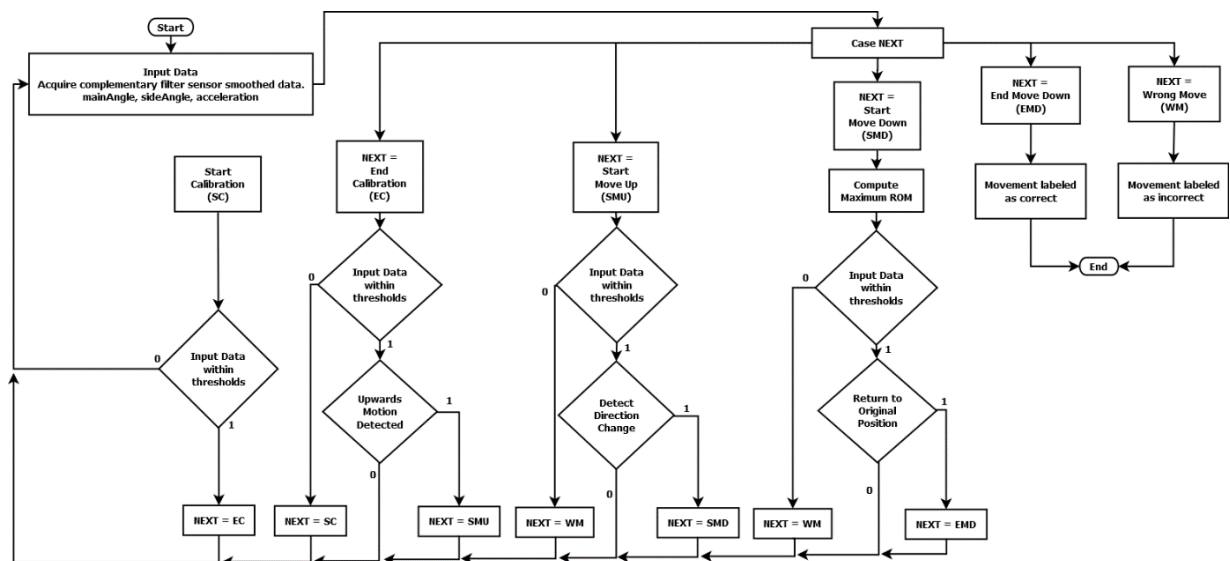 Start
Input Data
Acquire complementary filter sensor smoothed data.
mainAngle, sideAngle, acceleration
Case NEXT
Start
Calibration
(SC)
NEXT =
End
Calibration
(EC)
NEXT =
Start
Move Up
(SMU)
NEXT =
Start
Move Down
(SMD)
NEXT =
End Move Down
(EMD)
NEXT =
Wrong Move
(WM)
Compute
Maximum ROM
Movement labeled
as correct
Movement labeled
as incorrect
End
Input Data
within
thresholds
0
1
Input Data
within
thresholds
0
1
Input Data
within
thresholds
0
1
Input Data
within
thresholds
0
1
Upwards
Motion
Detected
1
0
Detect
Direction
Change
1
0
Return to
Original
Position
1
0
NEXT = EC
NEXT = SC
NEXT = SMU
NEXT = WM
NEXT = SMD
NEXT = WM
NEXT = EMD